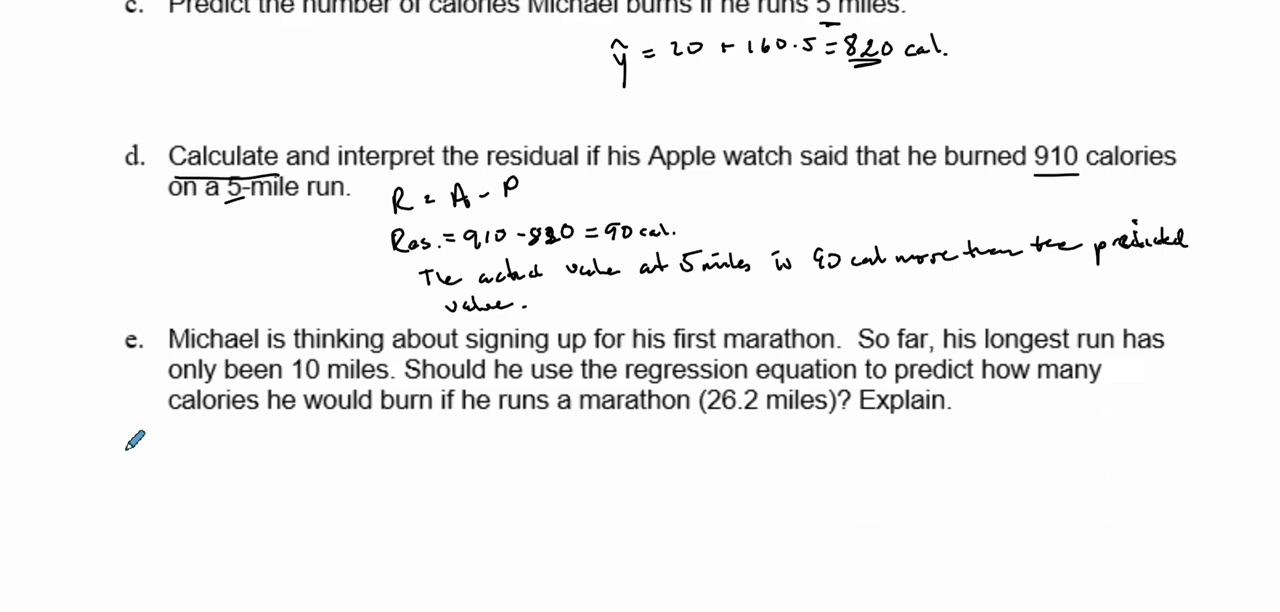 c. Predict the number of calories Michael burns if he runs 5 miles.
ŷ = 20 + 160.5 = 820 cal.
d. Calculate and interpret the residual if his Apple watch said that he burned 910 calories
on a 5-mile run.
R = A - P
Res. = 910 - 820 = 90 cal.
The actual value at 5 miles is 90 cal more than the predicted
value.
e. Michael is thinking about signing up for his first marathon. So far, his longest run has
only been 10 miles. Should he use the regression equation to predict how many
calories he would burn if he runs a marathon (26.2 miles)? Explain.